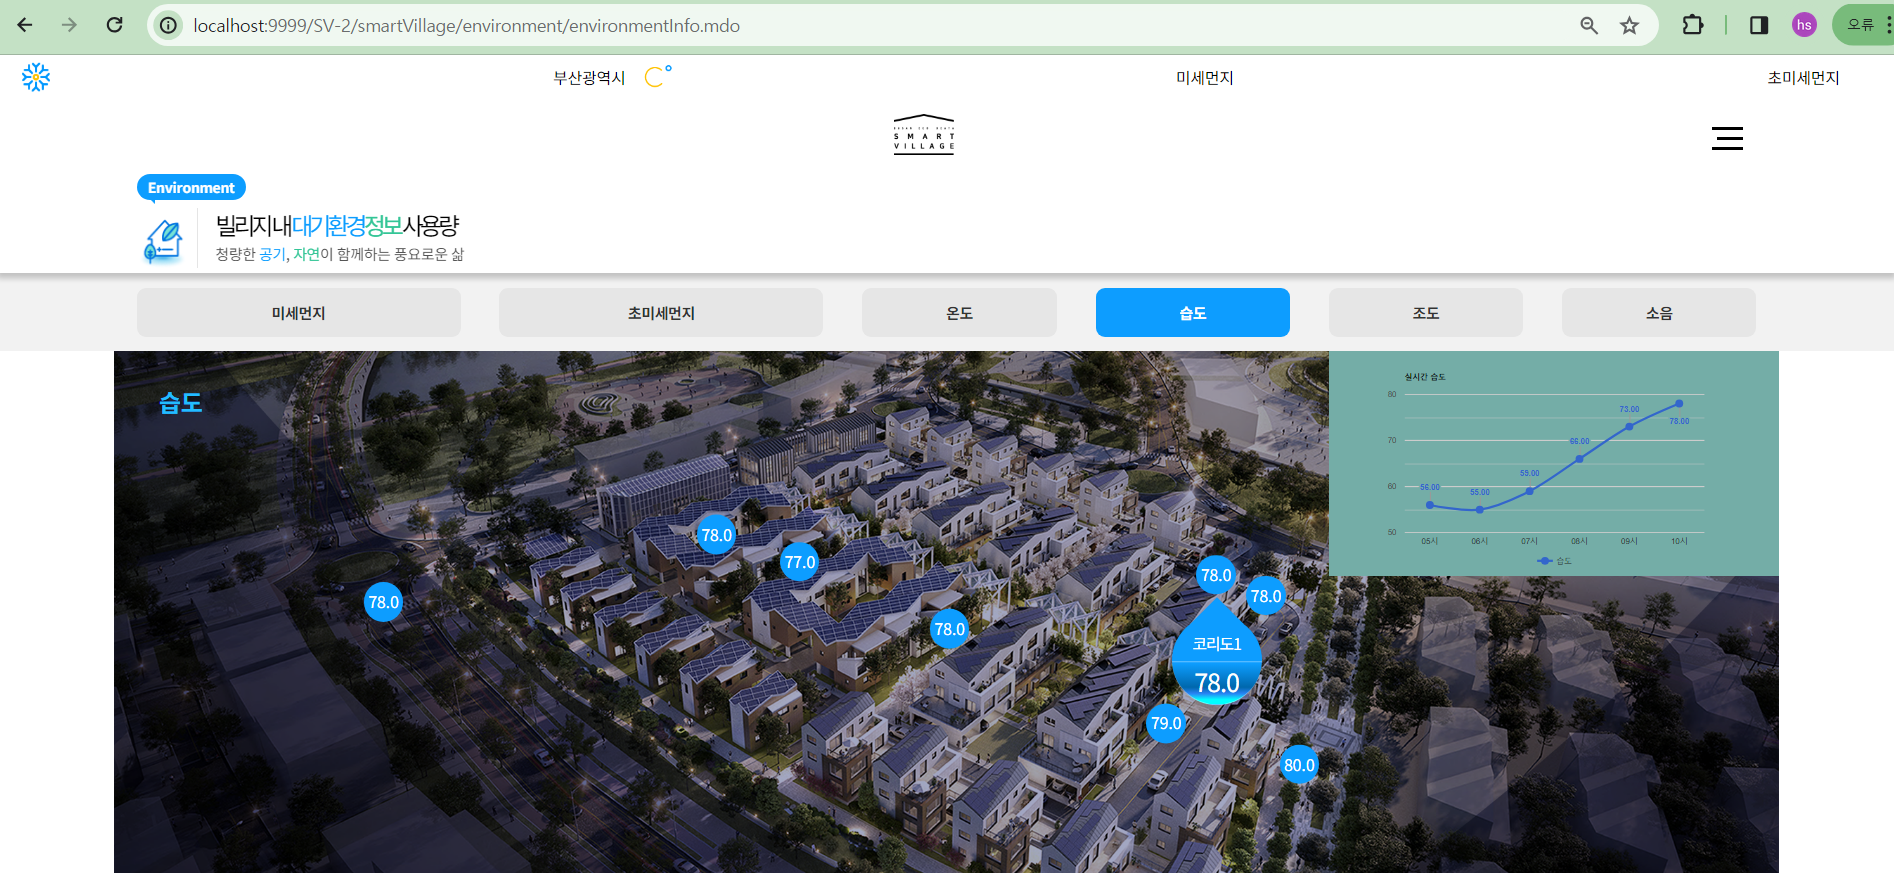 localhost:9999/SV-2/smartVillage/environment/environmentInfo.mdo
hs
오류
부산광역시 C°
미세먼지
초미세먼지
SMART
VILLAGE
Environment
빌리지 내 대기환경정보 사용량
청량한 공기, 자연이 함께하는 풍요로운 삶
미세먼지
초미세먼지
온도
습도
조도
소음
습도
실시간 습도
80
70
60
50
56.00
55.00
66.00
73.00
78.00
05시
06시
07시
08시
09시
10시
습도
78.0
77.0
78.0
78.0
78.0
78.0
코리도1
78.0
79.0
80.0